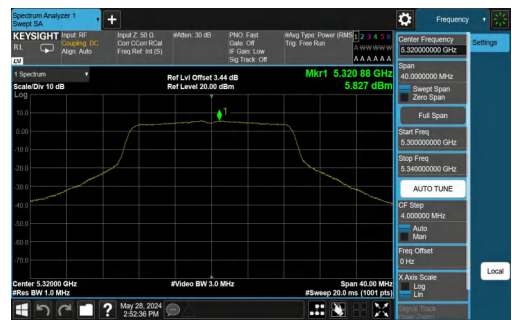 Spectrum Analyzer 1
Swept SA
Frequency
KEYSIGHT
RL
Input: RF
Coupling: DC
Align: Auto
Input Z: 50 Ω
Corr CCorr RCal
Freq Ref: Int (S)
#Atten: 30 dB
PNO: Fast
Gate: Off
IF Gain: Low
Sig Track: Off
#Avg Type: Power (RMS)
Trig: Free Run
1 2 3 4 5 6
A W W W W W
A A A A A A
LV
1 Spectrum
Scale/Div 10 dB
Log
Ref Lvl Offset 3.44 dB
Ref Level 20.00 dBm
Mkr1 5.320 88 GHz
5.827 dBm
1
10.0
0.00
-10.0
-20.0
-30.0
-40.0
-50.0
-60.0
-70.0
Center 5.32000 GHz
#Res BW 1.0 MHz
#Video BW 3.0 MHz
Span 40.00 MHz
#Sweep 20.0 ms (1001 pts)
May 28, 2024
2:52:36 PM
Center Frequency
5.320000000 GHz
Settings
Span
40.0000000 MHz
Swept Span
Zero Span
Full Span
Start Freq
5.300000000 GHz
Stop Freq
5.340000000 GHz
AUTO TUNE
CF Step
4.000000 MHz
Auto
Man
Freq Offset
0 Hz
X Axis Scale
Log
Lin
Signal Track
Local